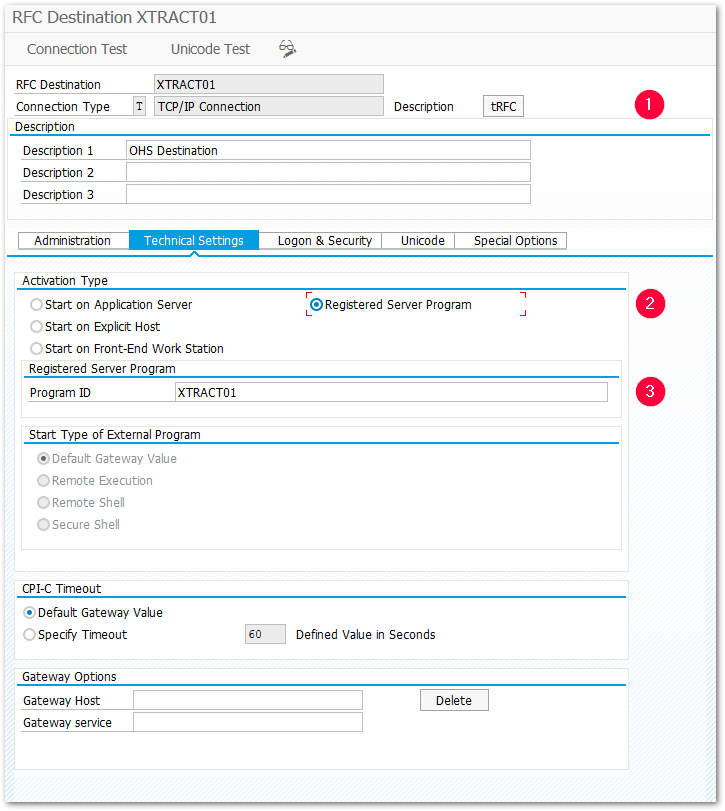 RFC Destination XTRACT01
Connection Test Unicode Test
RFC Destination XTRACT01
Connection Type T TCP/IP Connection Description tRFC 1
Description
Description 1 OHS Destination
Description 2
Description 3
Administration Technical Settings Logon & Security Unicode Special Options
Activation Type
Start on Application Server Registered Server Program 2
Start on Explicit Host
Start on Front-End Work Station
Registered Server Program
Program ID XTRACT01 3
Start Type of External Program
Default Gateway Value
Remote Execution
Remote Shell
Secure Shell
CPI-C Timeout
Default Gateway Value
Specify Timeout 60 Defined Value in Seconds
Gateway Options
Gateway Host Delete
Gateway service